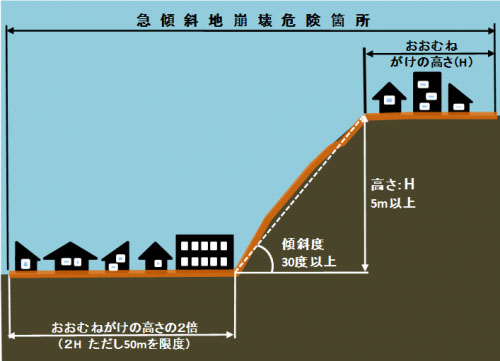 急傾斜地崩壊危険箇所
おおむね
がけの高さ(H)
高さ:H
5m以上
傾斜度
30度以上
おおむねがけの高さの2倍
(2H ただし50mを限度)